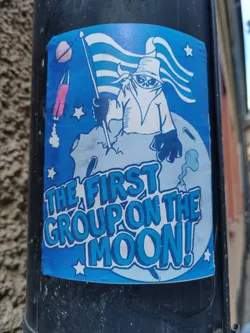 THE FIRST
GROUP ON THE
MOON!